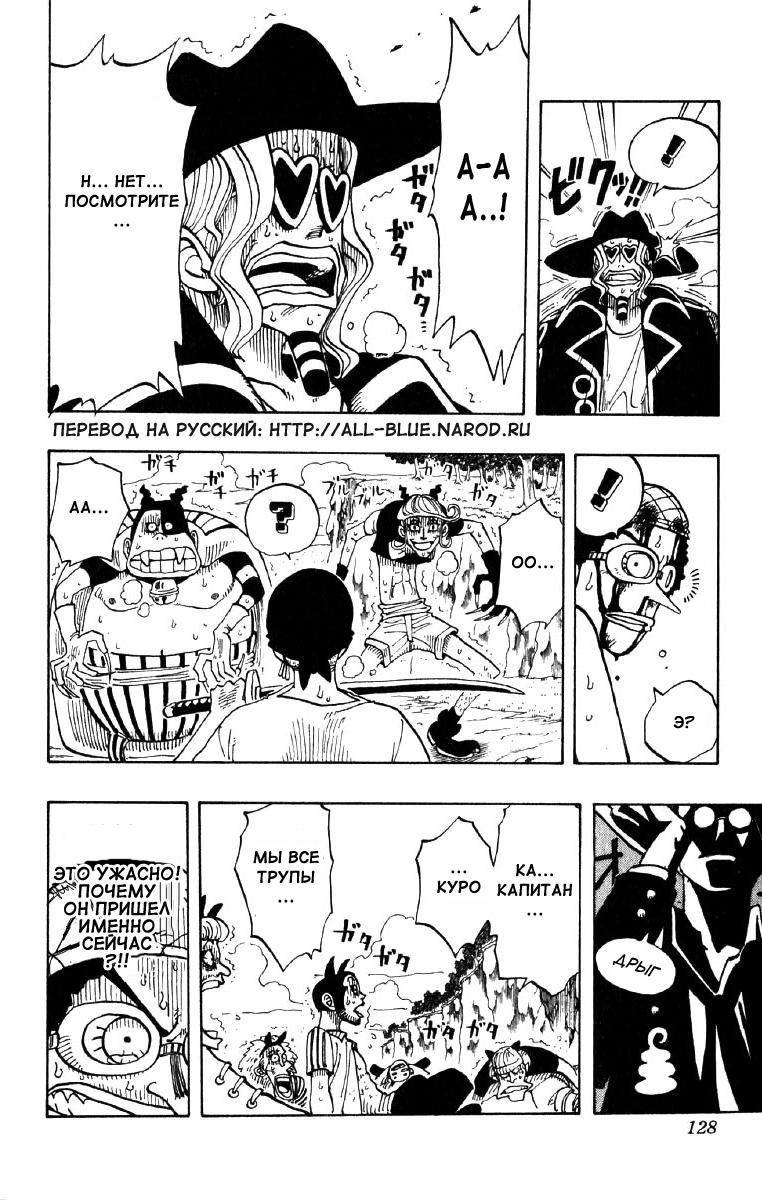 !
ビクッ!!
А-А
А..!
ガタ
ガタ
ガタ
Н... НЕТ...
ПОСМОТРИТЕ
...
ПЕРЕВОД НА РУССКИЙ: HTTP://ALL-BLUE.NAROD.RU
!
Э?
ОО...
ガタ
ガタ
ブル
ブル
?
ガチ
ガチ
ガチ
АА...
オ
ДРЫГ
КА...
КАПИТАН
...
...
КУРО
МЫ ВСЕ
ТРУПЫ
...
ガタ
ガタ
ガタ
ガタ
ЭТО УЖАСНО!
ПОЧЕМУ
ОН ПРИШЕЛ
ИМЕННО
СЕЙЧАС
?!!
128